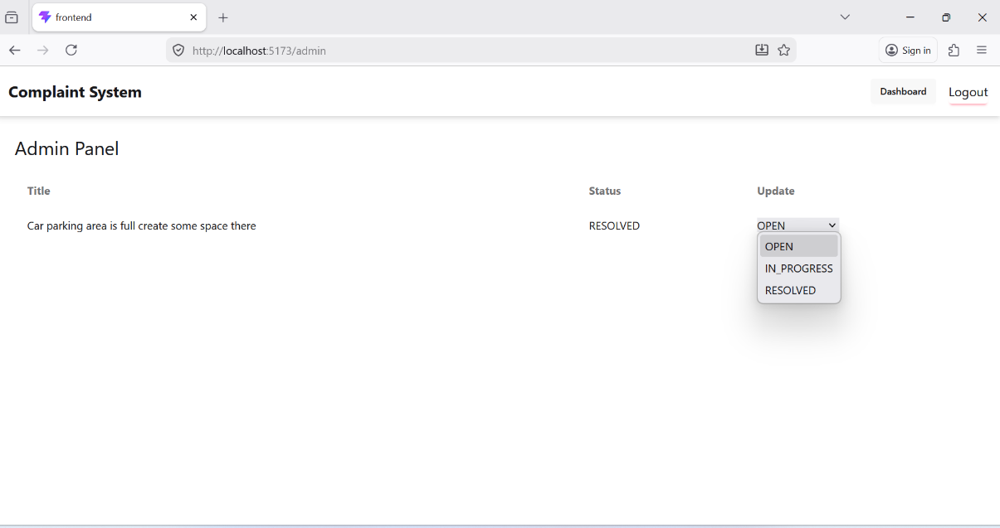 frontend
http://localhost:5173/admin
Sign in
Complaint System
Dashboard
Logout
Admin Panel
Title Status Update
Car parking area is full create some space there RESOLVED OPEN
OPEN
IN_PROGRESS
RESOLVED